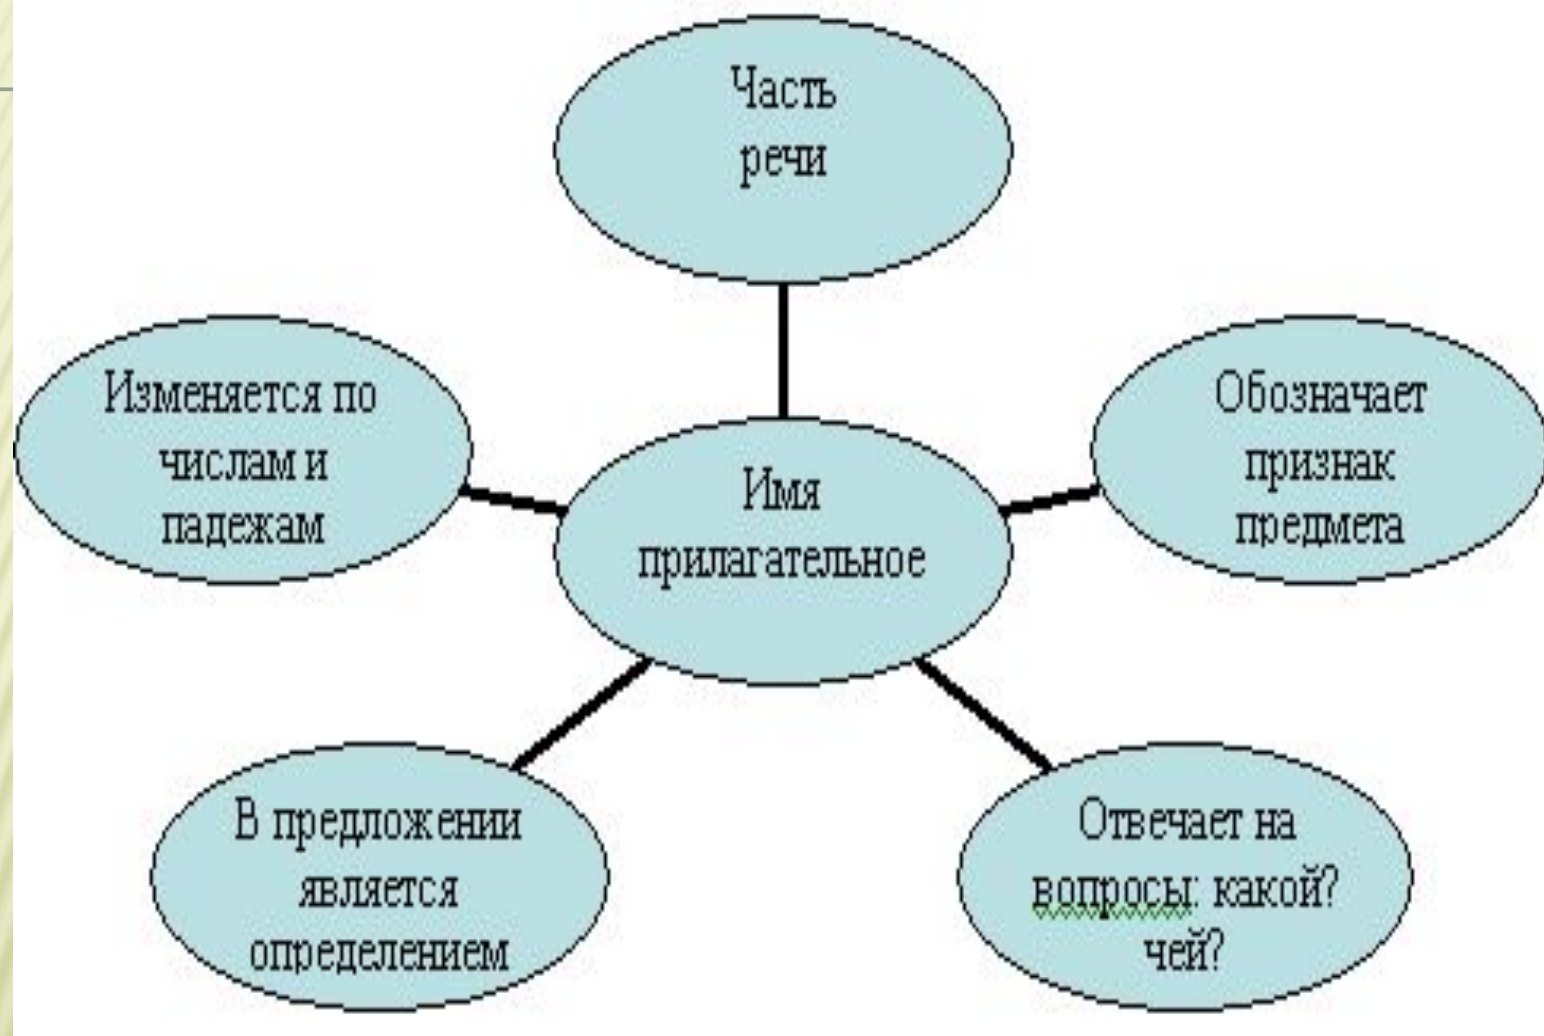 Часть
речи
Изменяется по
числам и
падежам
Обозначает
признак
предмета
Имя
прилагательное
В предложении
является
определением
Отвечает на
вопросы: какой?
чей?